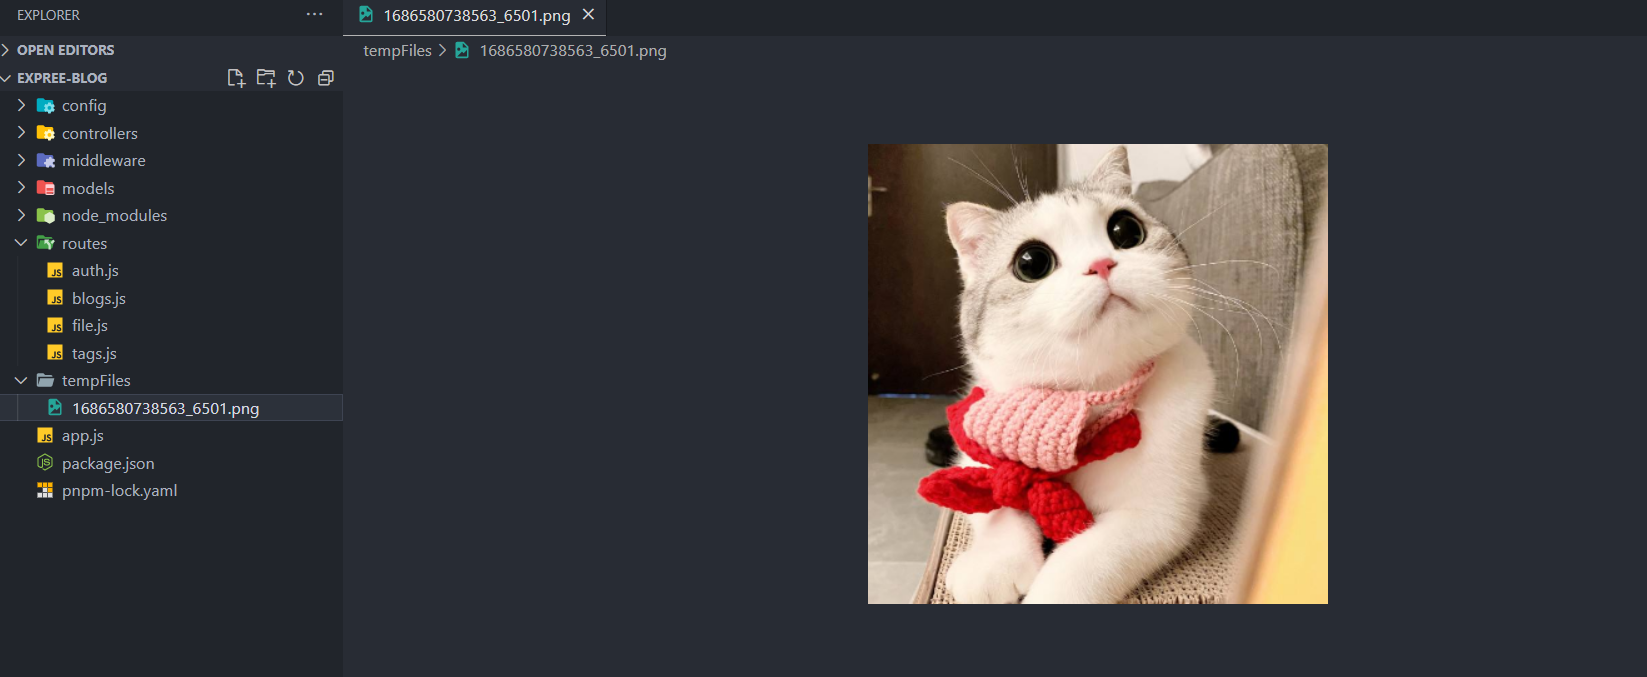 EXPLORER
1686580738563_6501.png
OPEN EDITORS
tempFiles > 1686580738563_6501.png
EXPREE-BLOG
config
controllers
middleware
models
node_modules
routes
JS auth.js
JS blogs.js
JS file.js
JS tags.js
tempFiles
1686580738563_6501.png
JS app.js
JS package.json
pnpm-lock.yaml